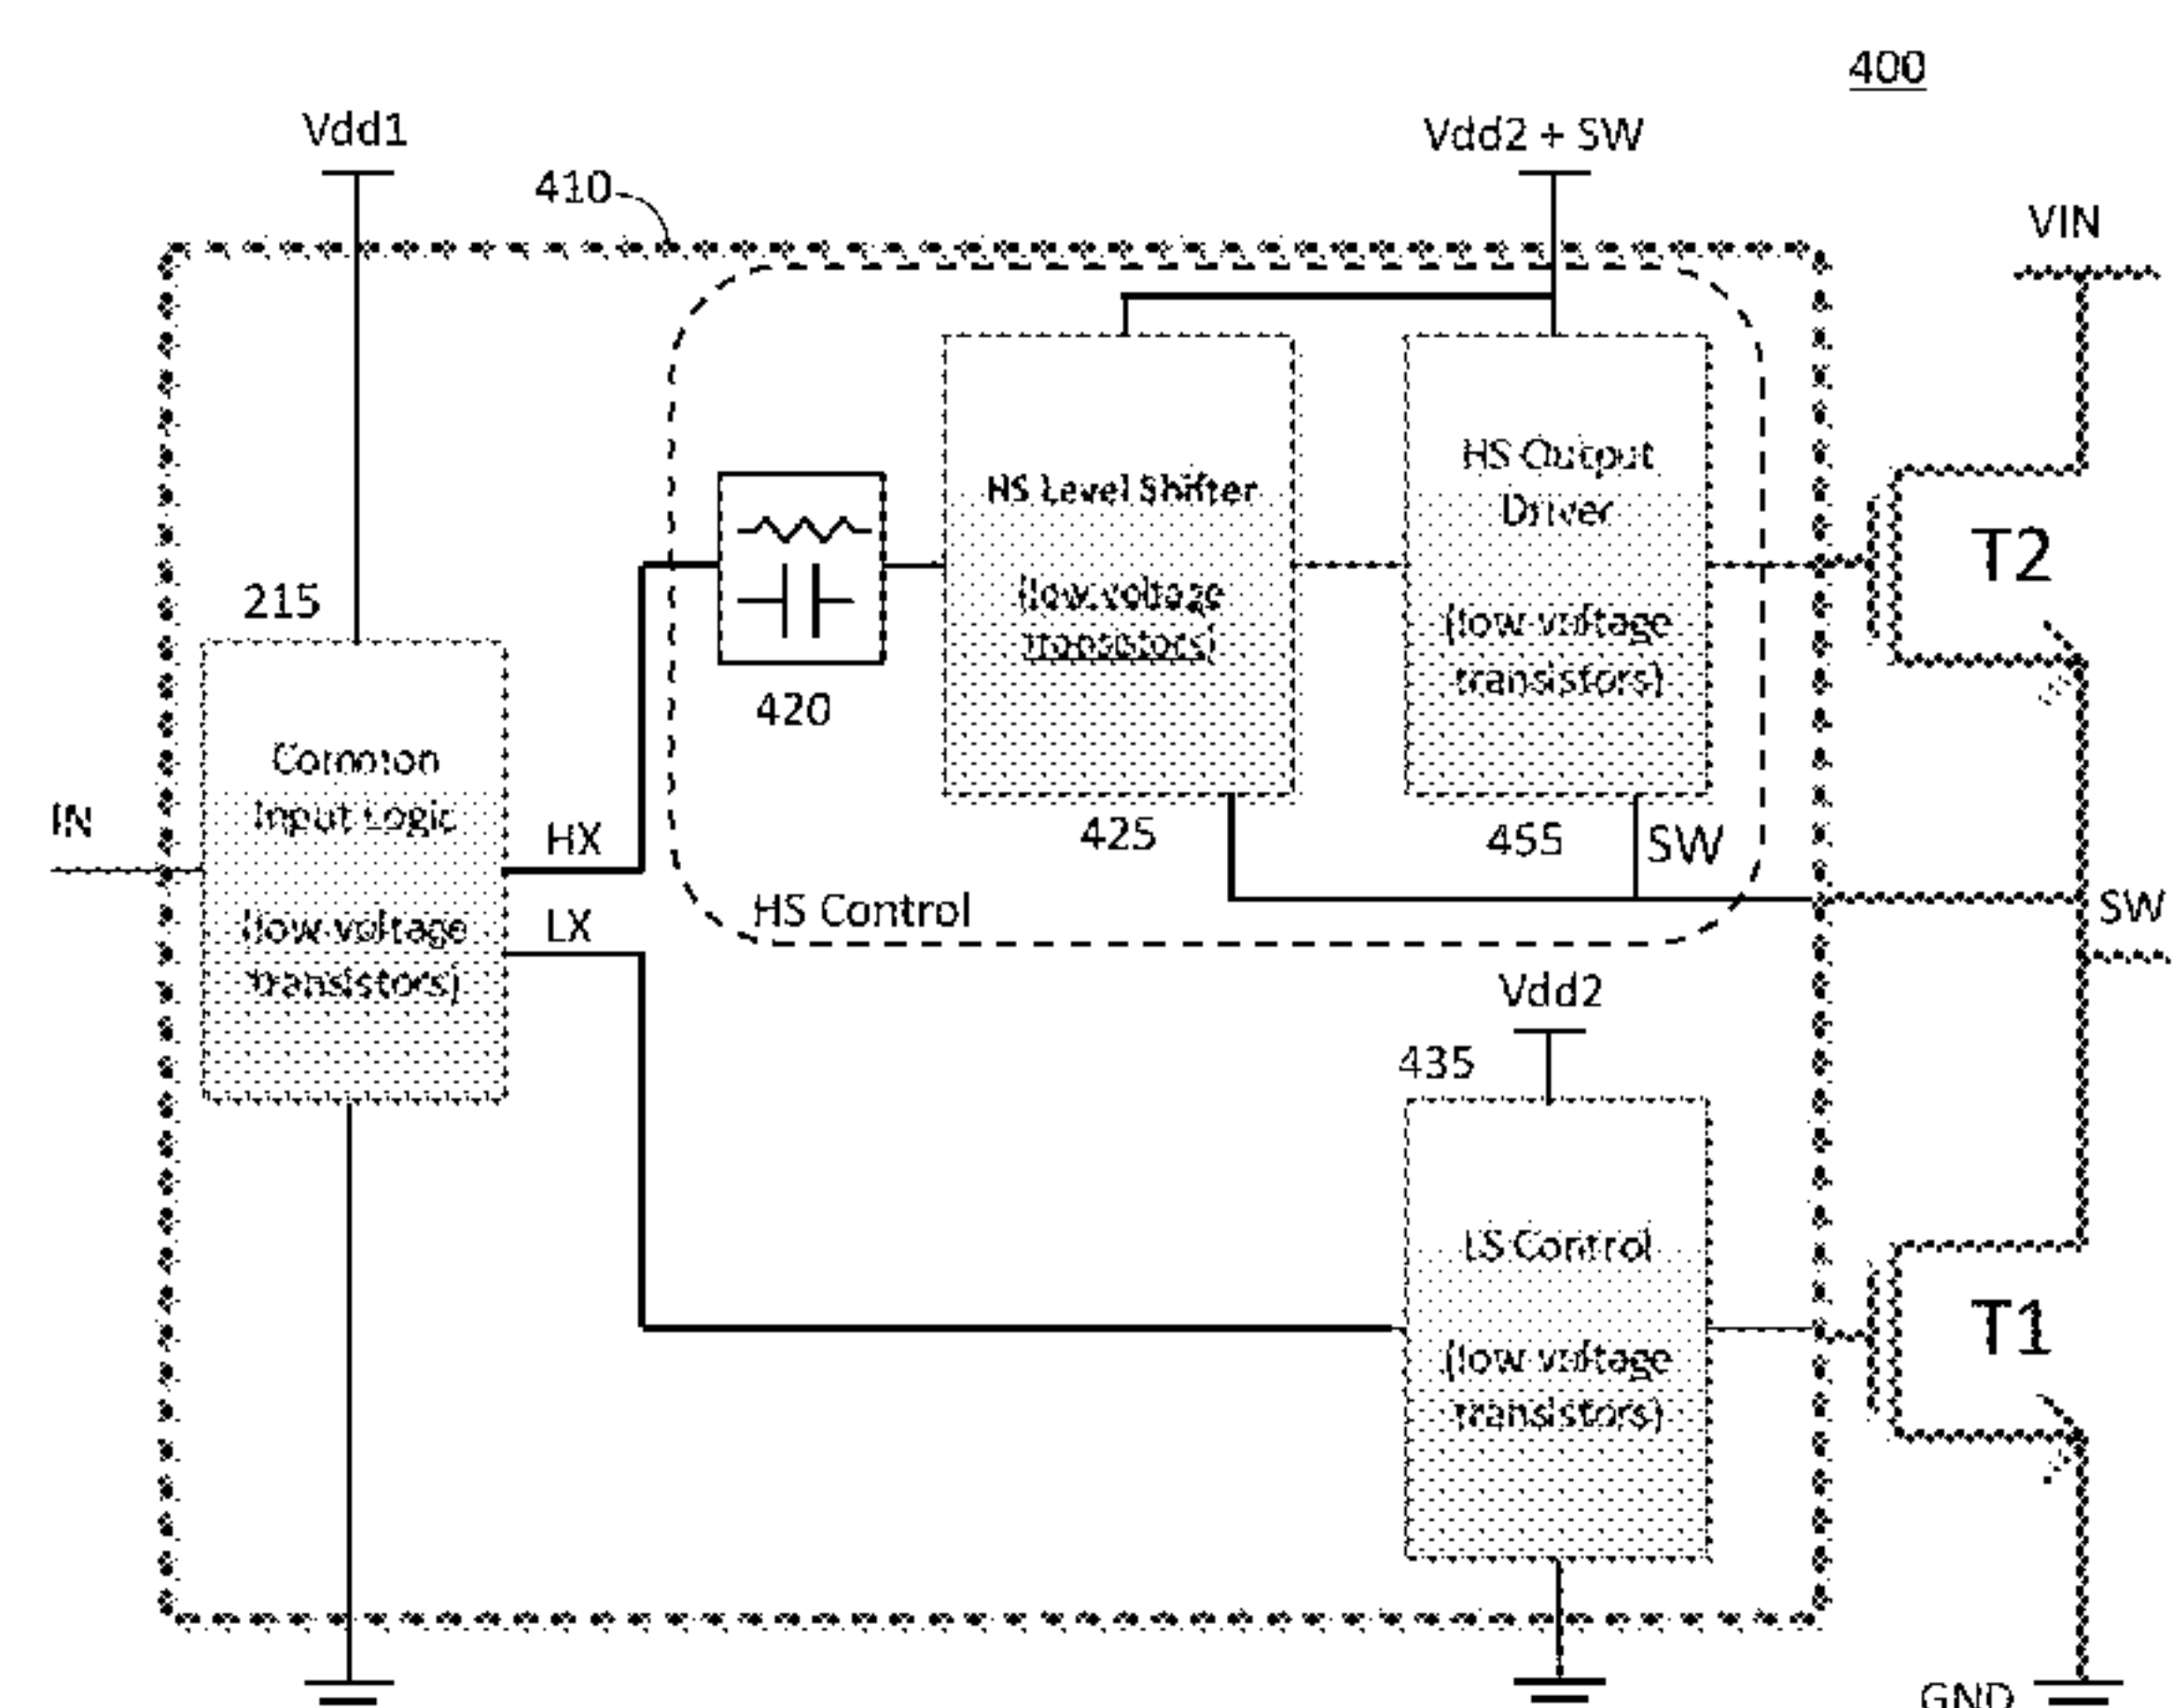 400
Vdd1
Vdd2 + SW
410
VIN
HS Output
Driver
HS Level Shifter
T2
(low voltage
transistors)
(low voltage
transistors)
215
420
Common
Input Logic
IN
HX
425
455
SW
HS Control
SW
LX
(low voltage
transistors)
Vdd2
435
LS Control
T1
(low voltage
transistors)
GND